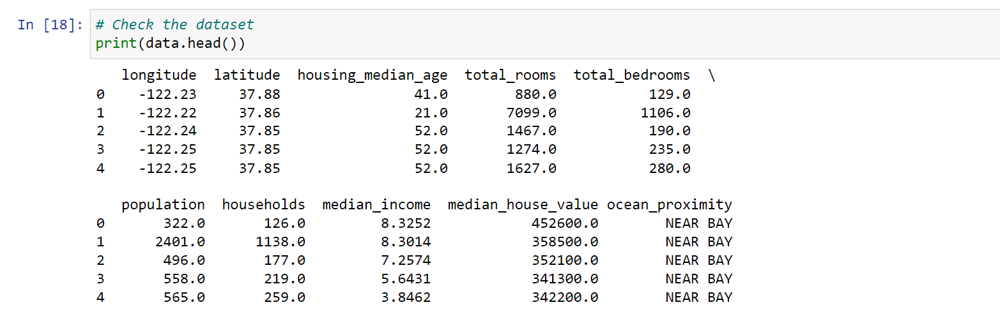 In [18]: # Check the dataset
print(data.head())
longitude latitude housing_median_age total_rooms total_bedrooms \
0 -122.23 37.88 41.0 880.0 129.0
1 -122.22 37.86 21.0 7099.0 1106.0
2 -122.24 37.85 52.0 1467.0 190.0
3 -122.25 37.85 52.0 1274.0 235.0
4 -122.25 37.85 52.0 1627.0 280.0
population households median_income median_house_value ocean_proximity
0 322.0 126.0 8.3252 452600.0 NEAR BAY
1 2401.0 1138.0 8.3014 358500.0 NEAR BAY
2 496.0 177.0 7.2574 352100.0 NEAR BAY
3 558.0 219.0 5.6431 341300.0 NEAR BAY
4 565.0 259.0 3.8462 342200.0 NEAR BAY